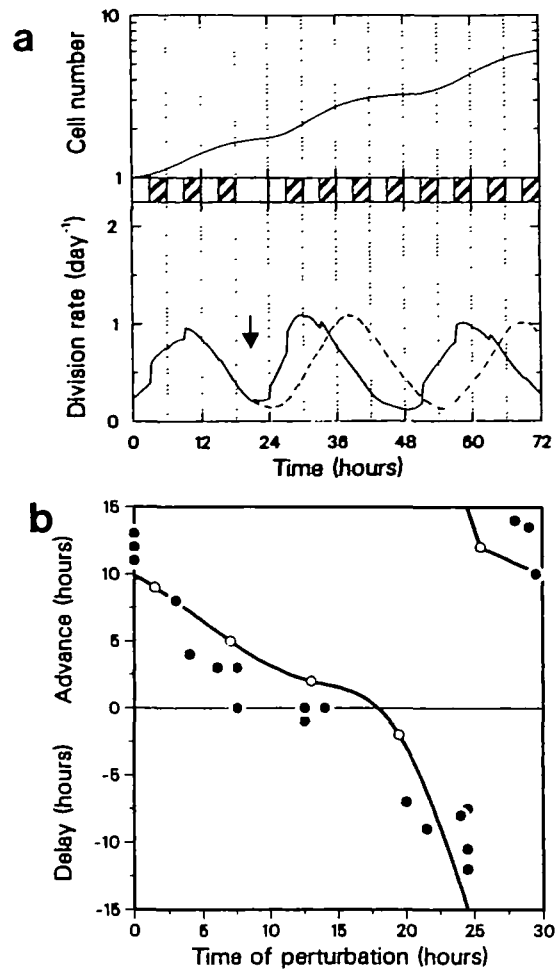 a
Cell number
10
1
Division rate (day⁻¹)
2
1
0
0 12 24 36 48 60 72
Time (hours)
b
Advance (hours)
Delay (hours)
15
10
5
0
-5
-10
-15
0 5 10 15 20 25 30
Time of perturbation (hours)